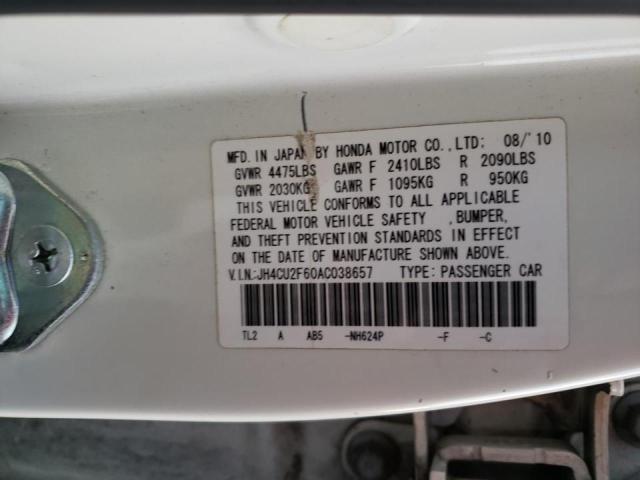 MFD. IN JAPAN BY HONDA MOTOR CO., LTD: 08/'10
GVWR 4475LBS GAWR F 2410LBS R 2090LBS
GVWR 2030KG GAWR F 1095KG R 950KG
THIS VEHICLE CONFORMS TO ALL APPLICABLE
FEDERAL MOTOR VEHICLE SAFETY , BUMPER,
AND THEFT PREVENTION STANDARDS IN EFFECT
ON THE DATE OF MANUFACTURE SHOWN ABOVE.
V.I.N.:JH4CU2F60AC038657 TYPE: PASSENGER CAR
TL2 A AB5 -NH624P -F -C